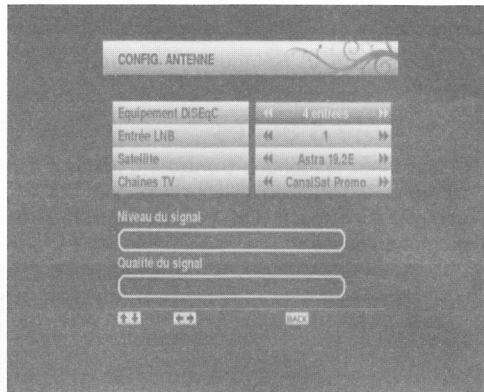 CONFIG. ANTENNE
Equipement DiSEqC 4 entrées
Entrée LNB 1
Satellite Astra 19.2E
Chaînes TV CanalSat Promo
Niveau du signal
Qualité du signal
BACK